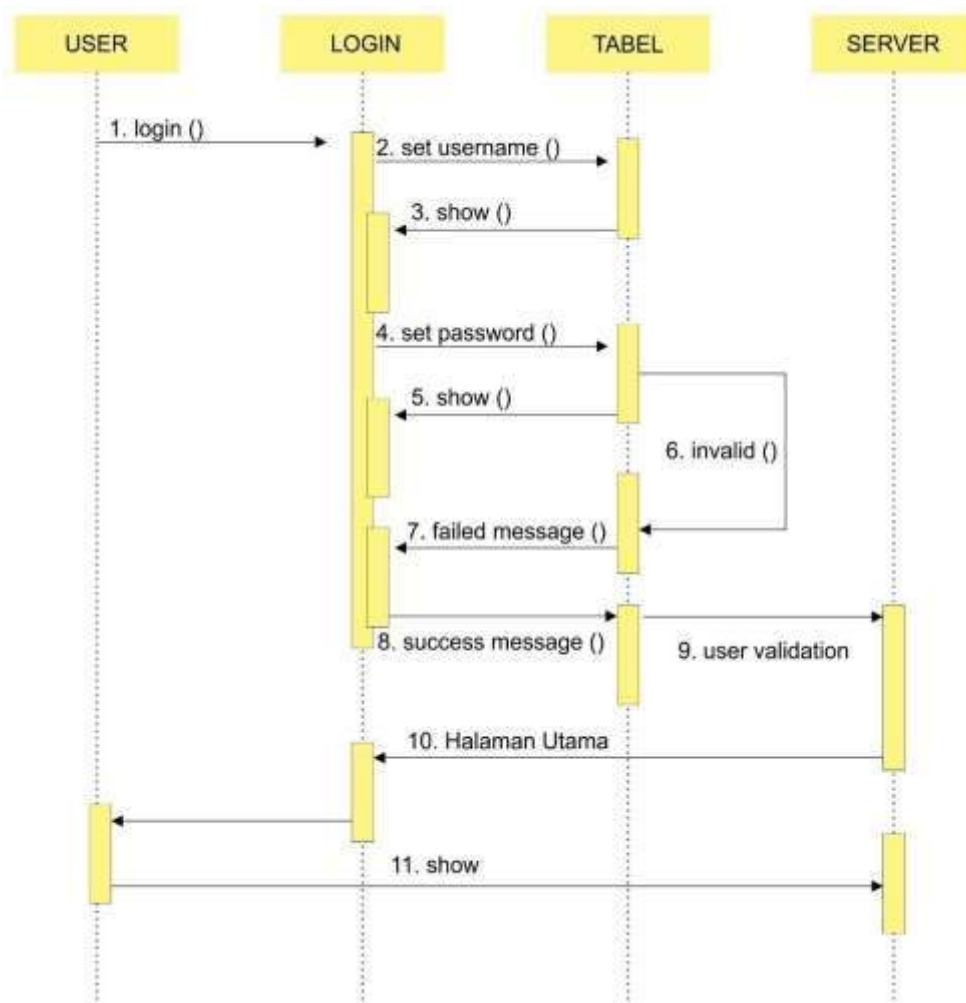 USER
LOGIN
TABEL
SERVER
1. login ()
2. set username ()
3. show ()
4. set password ()
5. show ()
6. invalid ()
7. failed message ()
8. success message ()
9. user validation
10. Halaman Utama
11. show